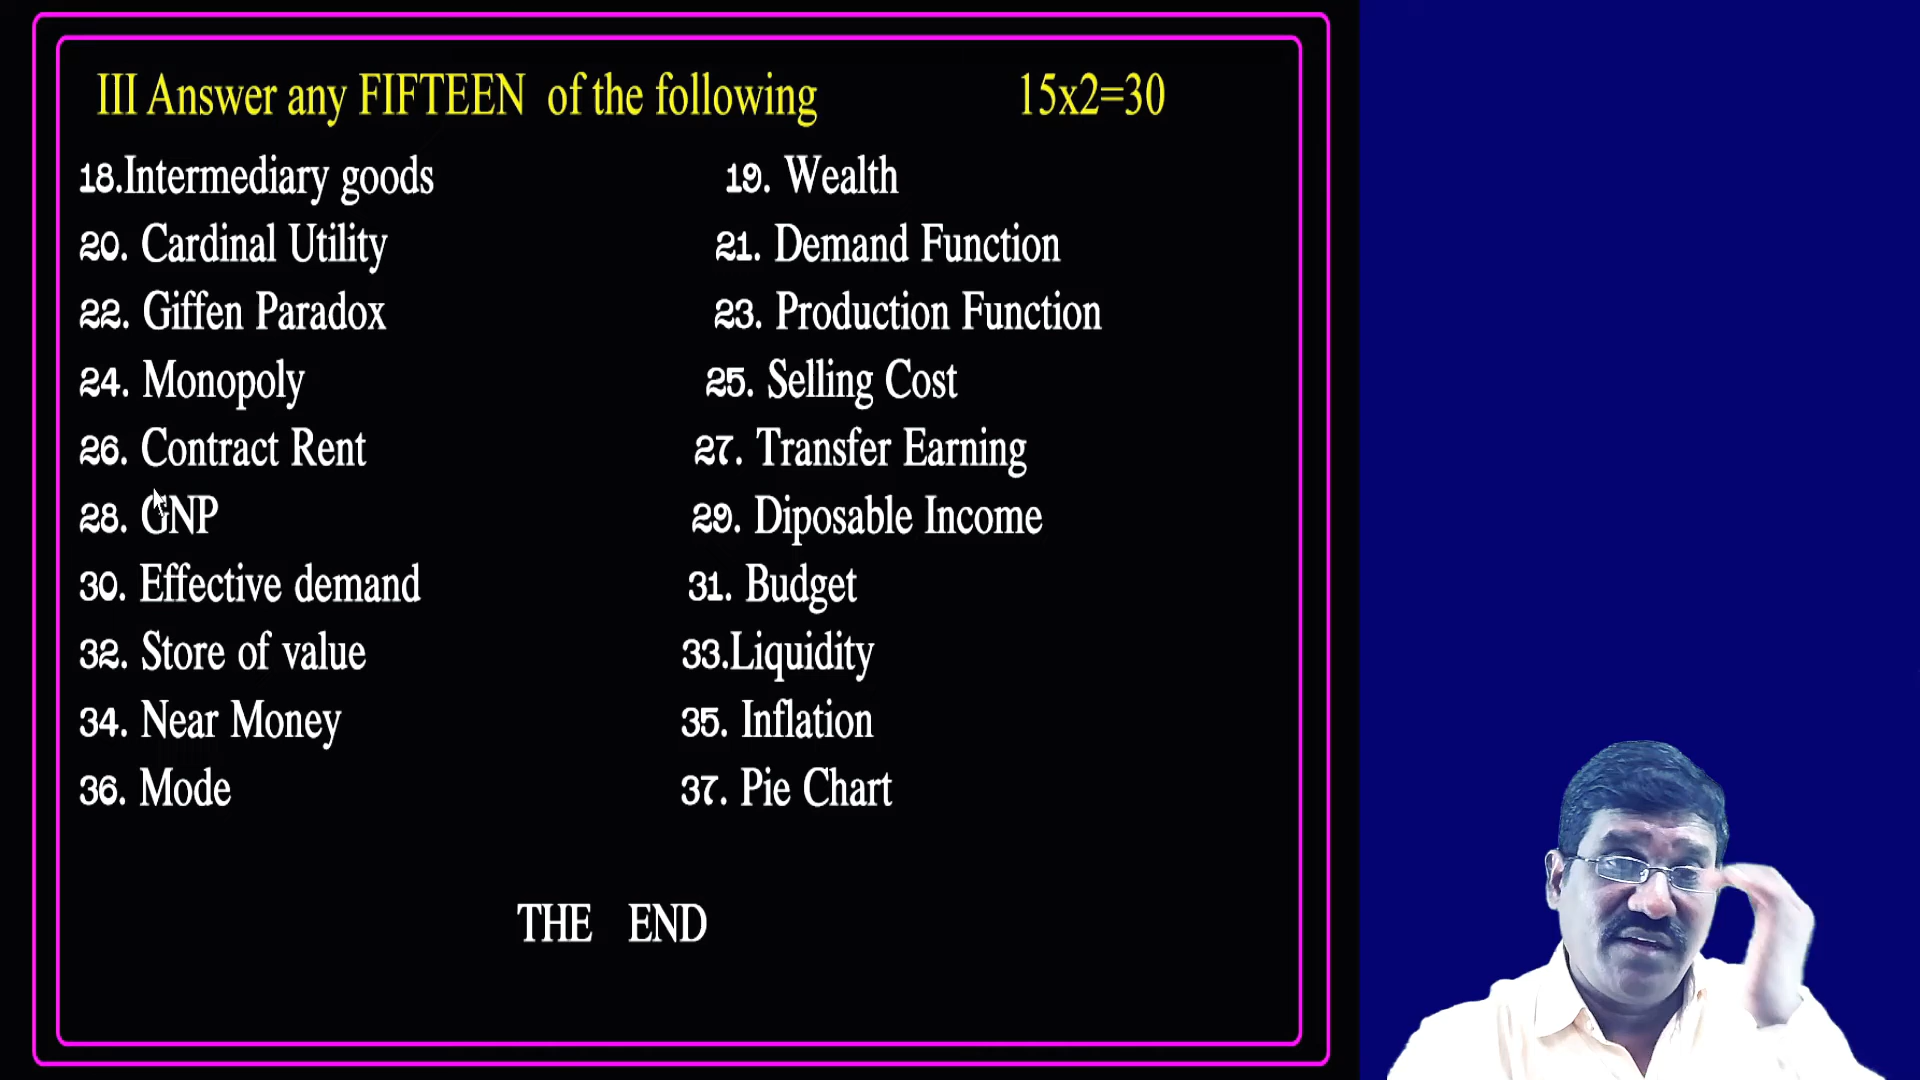 III Answer any FIFTEEN of the following 15x2=30
18.Intermediary goods 19. Wealth
20. Cardinal Utility 21. Demand Function
22. Giffen Paradox 23. Production Function
24. Monopoly 25. Selling Cost
26. Contract Rent 27. Transfer Earning
28. GNP 29. Diposable Income
30. Effective demand 31. Budget
32. Store of value 33.Liquidity
34. Near Money 35. Inflation
36. Mode 37. Pie Chart
THE END